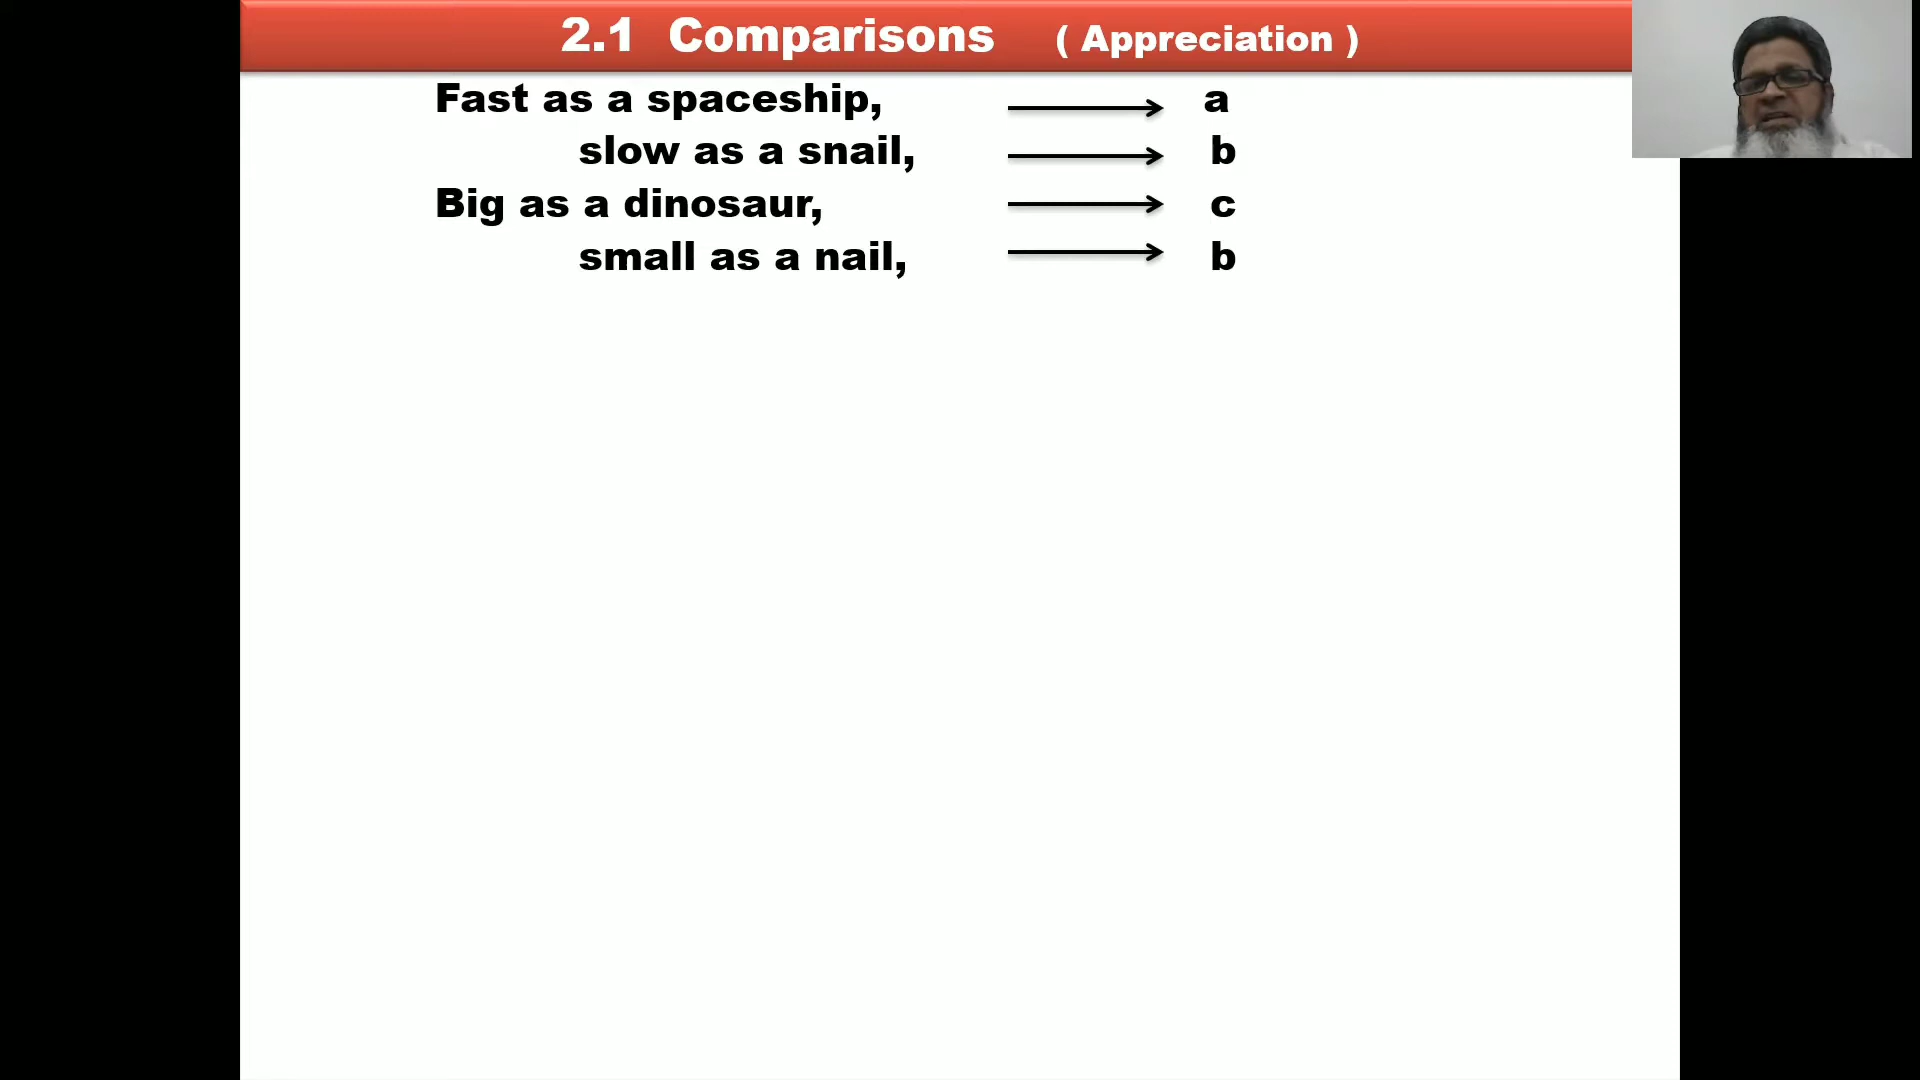 2.1 Comparisons ( Appreciation )
Fast as a spaceship, a
slow as a snail, b
Big as a dinosaur, c
small as a nail, b